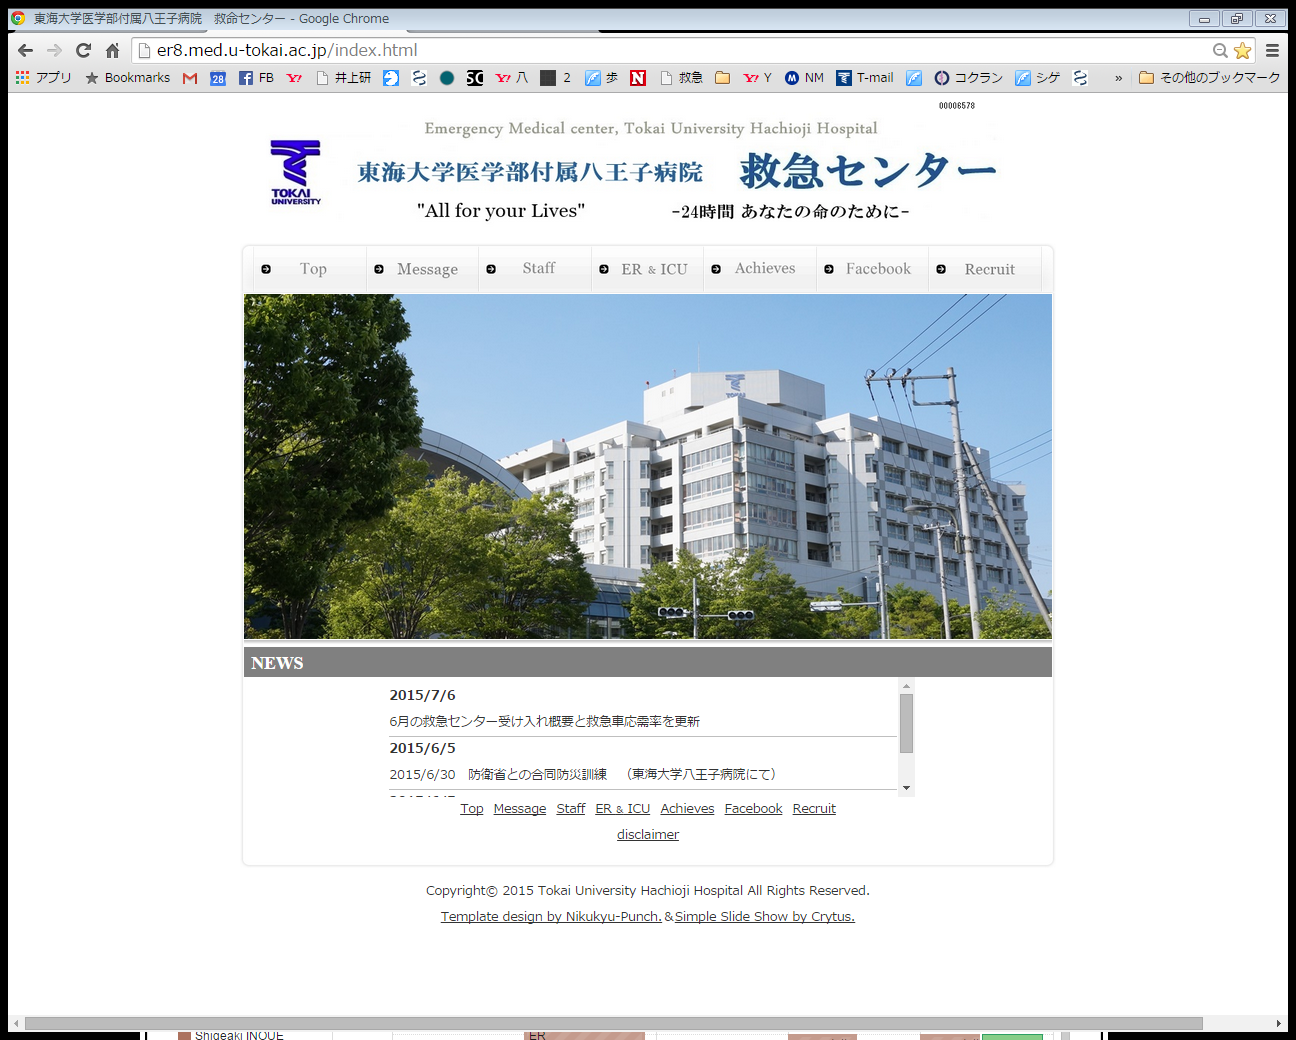 東海大学医学部付属八王子病院　救命センター - Google Chrome
er8.med.u-tokai.ac.jp/index.html
アプリ Bookmarks 28 FB 井上研 八 2 歩 N 救急 Y NM T-mail コクラン シゲ » その他のブックマーク
00006578
Emergency Medical center, Tokai University Hachioji Hospital
東海大学医学部付属八王子病院 救急センター
TOKAI
UNIVERSITY
"All for your Lives" -24時間 あなたの命のために-
Top Message Staff ER & ICU Achieves Facebook Recruit
TOKAI
NEWS
2015/7/6
6月の救急センター受け入れ概要と救急車応需率を更新
2015/6/5
2015/6/30　防衛省との合同防災訓練　（東海大学八王子病院にて）
Top Message Staff ER & ICU Achieves Facebook Recruit
disclaimer
Copyright© 2015 Tokai University Hachioji Hospital All Rights Reserved.
Template design by Nikukyu-Punch. & Simple Slide Show by Crytus.
Shigeaki INOUE ER